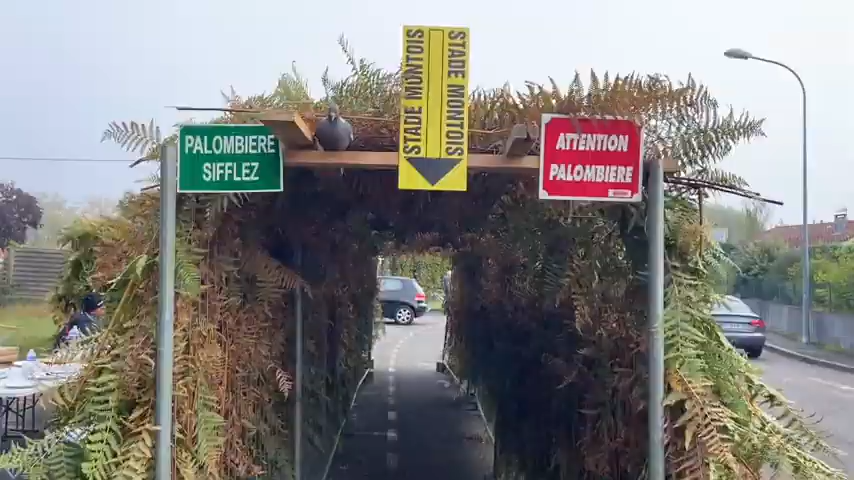 PALOMBIERE
SIFFLEZ
STADE MONTOIS
STADE MONTOIS
ATTENTION
PALOMBIERE